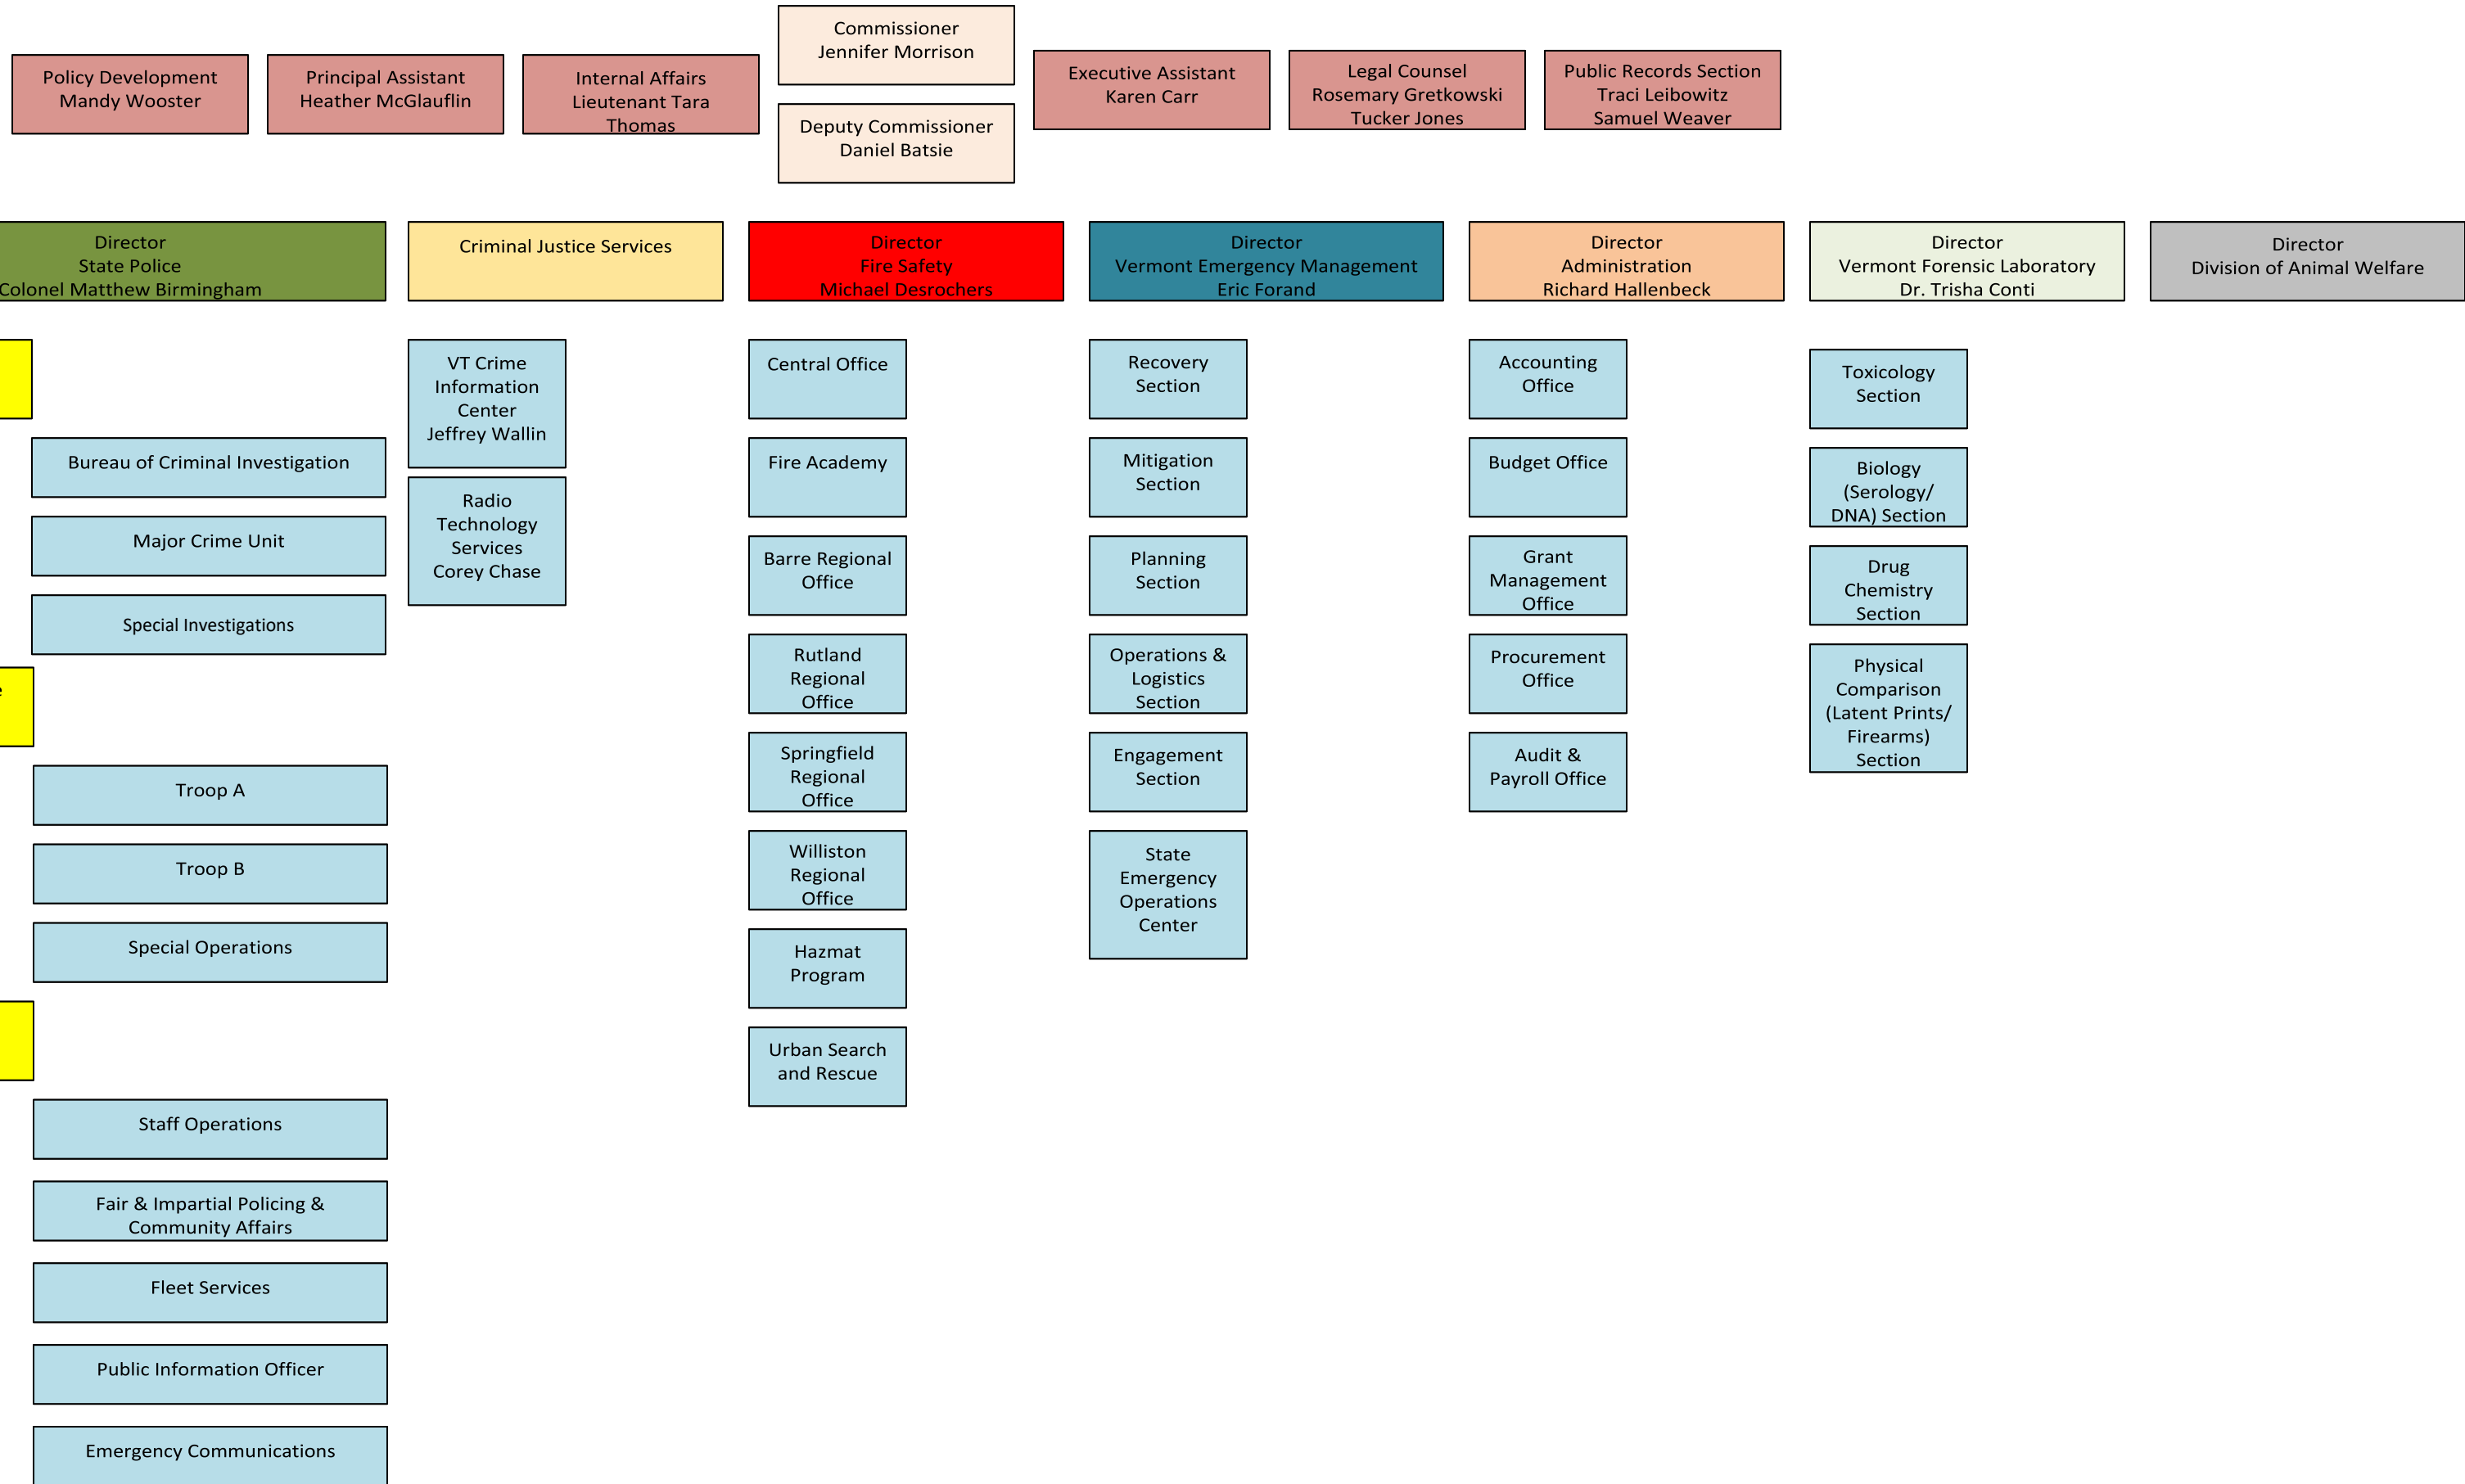 Commissioner
Jennifer Morrison
Policy Development
Mandy Wooster
Principal Assistant
Heather McGlauflin
Internal Affairs
Lieutenant Tara
Thomas
Executive Assistant
Karen Carr
Legal Counsel
Rosemary Gretkowski
Tucker Jones
Public Records Section
Traci Leibowitz
Samuel Weaver
Deputy Commissioner
Daniel Batsie
Director
State Police
Colonel Matthew Birmingham
Criminal Justice Services
Director
Fire Safety
Michael Desrochers
Director
Vermont Emergency Management
Eric Forand
Director
Administration
Richard Hallenbeck
Director
Vermont Forensic Laboratory
Dr. Trisha Conti
Director
Division of Animal Welfare
Bureau of Criminal Investigation
Major Crime Unit
Special Investigations
Troop A
Troop B
Special Operations
Staff Operations
Fair & Impartial Policing &
Community Affairs
Fleet Services
Public Information Officer
Emergency Communications
VT Crime
Information
Center
Jeffrey Wallin
Radio
Technology
Services
Corey Chase
Central Office
Fire Academy
Barre Regional
Office
Rutland
Regional
Office
Springfield
Regional
Office
Williston
Regional
Office
Hazmat
Program
Urban Search
and Rescue
Recovery
Section
Mitigation
Section
Planning
Section
Operations &
Logistics
Section
Engagement
Section
State
Emergency
Operations
Center
Accounting
Office
Budget Office
Grant
Management
Office
Procurement
Office
Audit &
Payroll Office
Toxicology
Section
Biology
(Serology/
DNA) Section
Drug
Chemistry
Section
Physical
Comparison
(Latent Prints/
Firearms)
Section